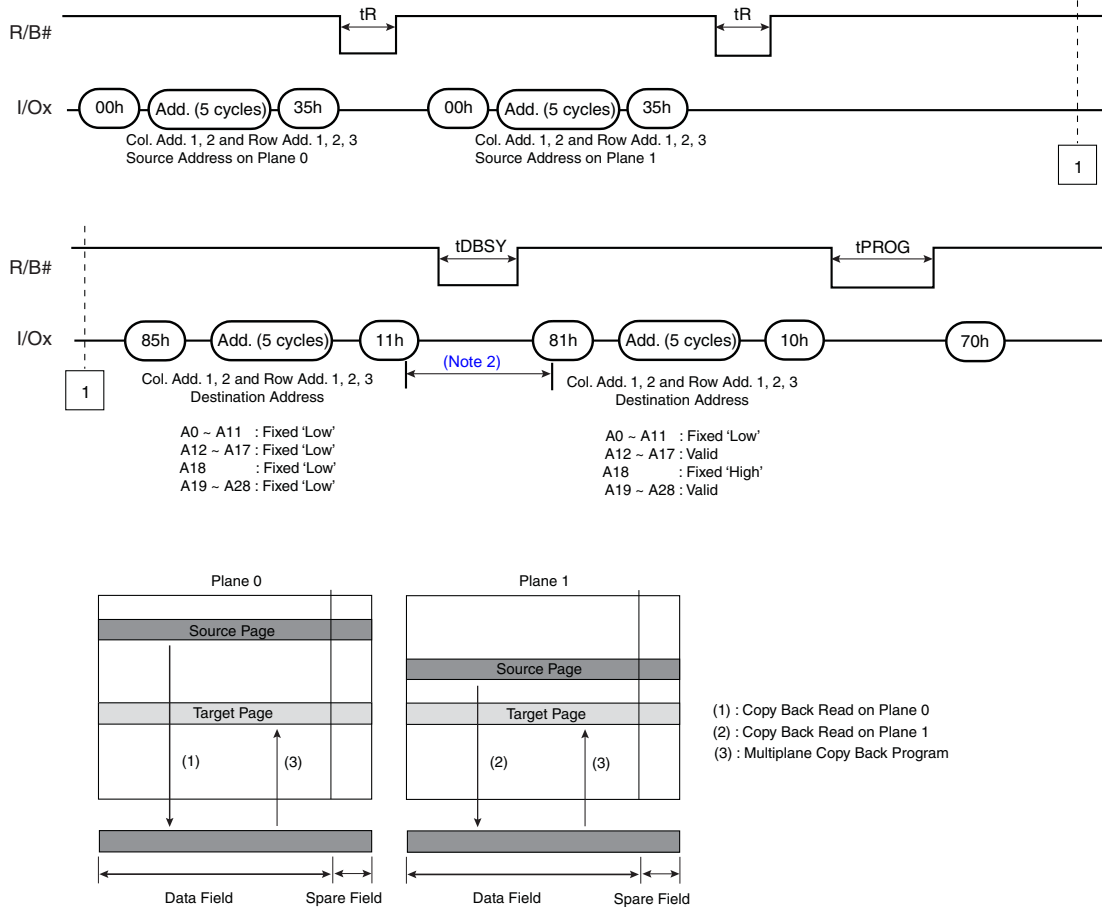 tR
tR
R/B#
I/Ox
00h
Add. (5 cycles)
35h
00h
Add. (5 cycles)
35h
Col. Add. 1, 2 and Row Add. 1, 2, 3
Source Address on Plane 0
Col. Add. 1, 2 and Row Add. 1, 2, 3
Source Address on Plane 1
1
tDBSY
tPROG
R/B#
I/Ox
85h
Add. (5 cycles)
11h
81h
Add. (5 cycles)
10h
70h
(Note 2)
1
Col. Add. 1, 2 and Row Add. 1, 2, 3
Destination Address
Col. Add. 1, 2 and Row Add. 1, 2, 3
Destination Address
A0 ~ A11 : Fixed ‘Low’
A12 ~ A17 : Fixed ‘Low’
A18 : Fixed ‘Low’
A19 ~ A28 : Fixed ‘Low’
A0 ~ A11 : Fixed ‘Low’
A12 ~ A17 : Valid
A18 : Fixed ‘High’
A19 ~ A28 : Valid
Plane 0
Plane 1
Source Page
Source Page
Target Page
Target Page
(1)
(3)
(2)
(3)
(1) : Copy Back Read on Plane 0
(2) : Copy Back Read on Plane 1
(3) : Multiplane Copy Back Program
Data Field
Spare Field
Data Field
Spare Field